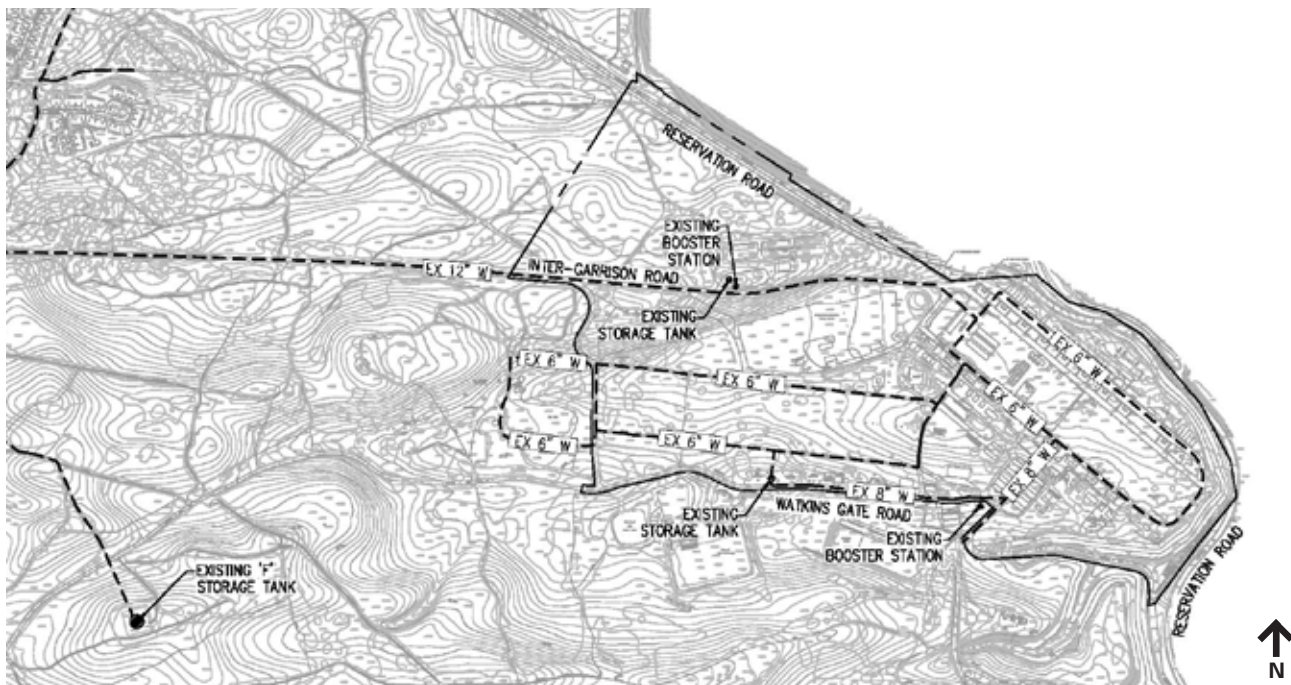 RESERVATION ROAD
EXISTING
BOOSTER
STATION
INTER-GARRISON ROAD
EX 12" W
EXISTING
STORAGE TANK
EX 6" W
EX 6" W
EX 6" W
EX 6" W
EX 6" W
EX 6" W
EX 8" W
EX 8" W
WATKINS GATE ROAD
EXISTING
STORAGE TANK
EXISTING
BOOSTER STATION
EXISTING 'F'
STORAGE TANK
RESERVATION ROAD
N